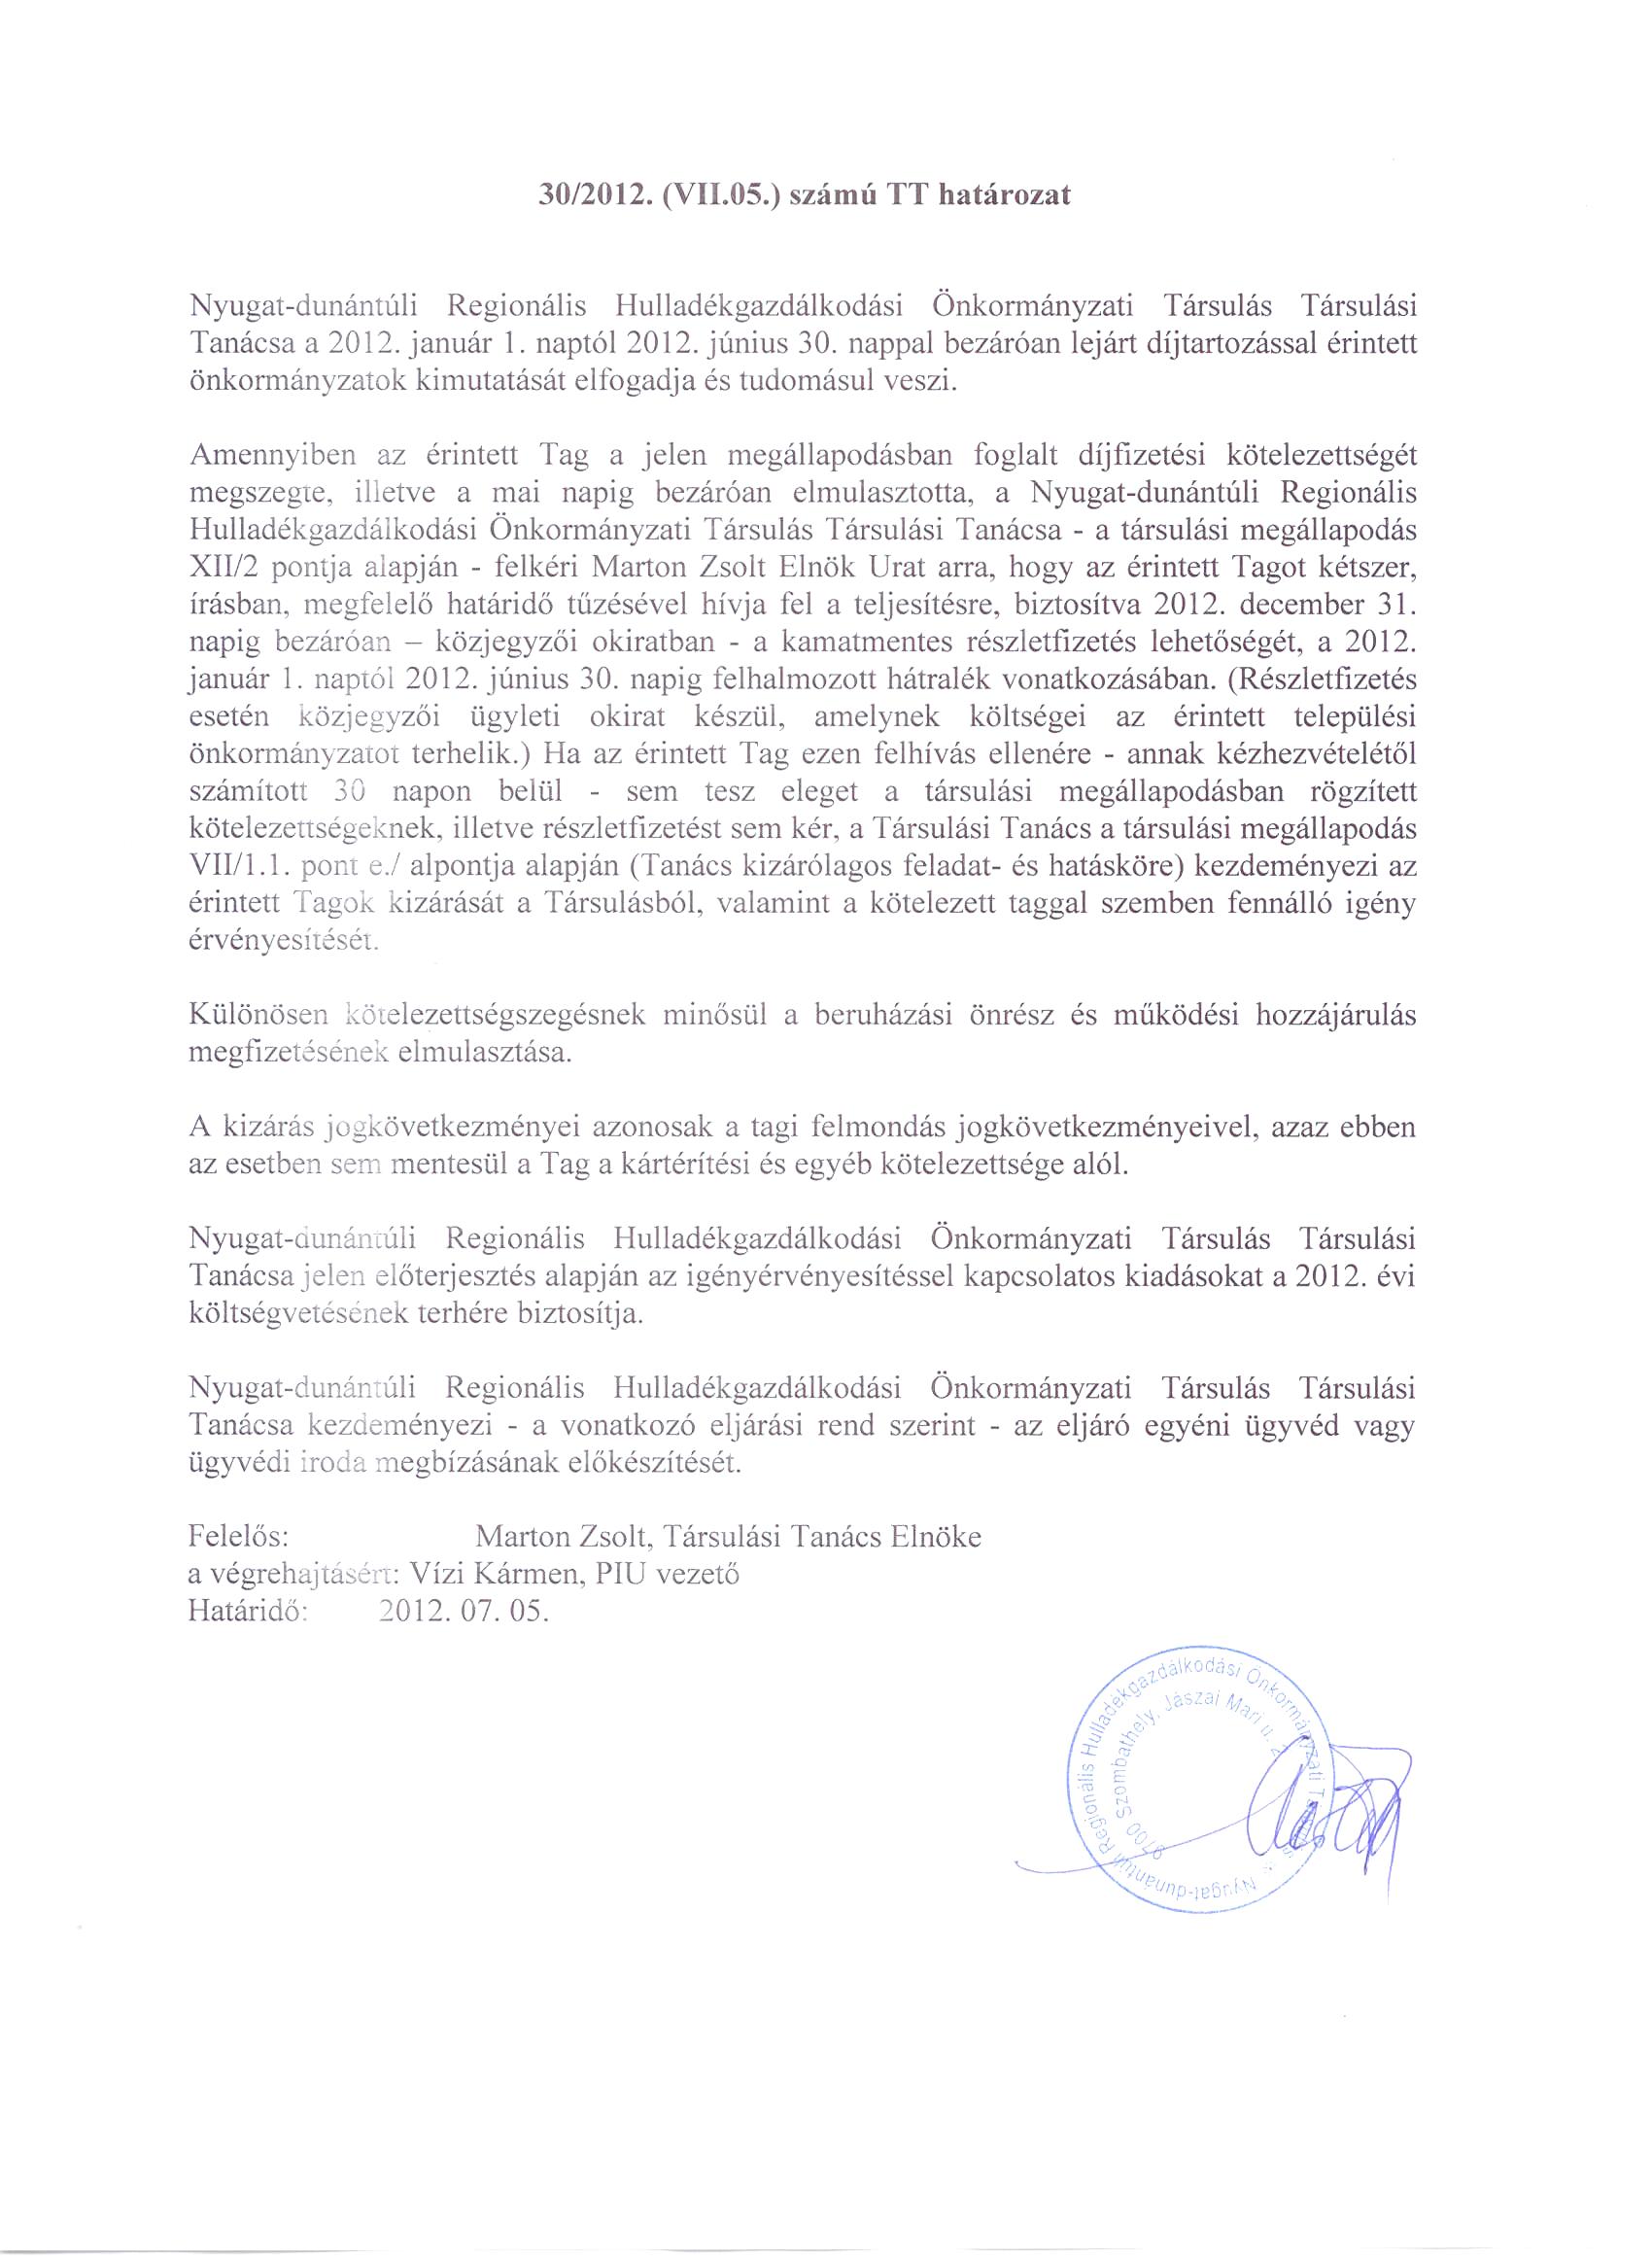 30/2012. (VII.05.) számú TT határozat
Nyugat-dunántúli Regionális Hulladékgazdálkodási Önkormányzati Társulás Társulási
Tanácsa a 2012. január 1. naptól 2012. június 30. nappal bezáróan lejárt díjtartozással érintett
önkormányzatok kimutatását elfogadja és tudomásul veszi.
Amennyiben az érintett Tag a jelen megállapodásban foglalt díjfizetési kötelezettségét
megszegte, illetve a mai napig bezáróan elmulasztotta, a Nyugat-dunántúli Regionális
Hulladékgazdálkodási Önkormányzati Társulás Társulási Tanácsa - a társulási megállapodás
XII/2 pontja alapján - felkéri Marton Zsolt Elnök Urat arra, hogy az érintett Tagot kétszer,
írásban, megfelelő határidő tűzésével hívja fel a teljesítésre, biztosítva 2012. december 31.
napig bezáróan – közjegyzői okiratban - a kamatmentes részletfizetés lehetőségét, a 2012.
január 1. naptól 2012. június 30. napig felhalmozott hátralék vonatkozásában. (Részletfizetés
esetén közjegyzői ügyleti okirat készül, amelynek költségei az érintett települési
önkormányzatot terhelik.) Ha az érintett Tag ezen felhívás ellenére - annak kézhezvételétől
számított 30 napon belül - sem tesz eleget a társulási megállapodásban rögzített
kötelezettségeknek, illetve részletfizetést sem kér, a Társulási Tanács a társulási megállapodás
VII/1.1. pont e./ alpontja alapján (Tanács kizárólagos feladat- és hatásköre) kezdeményezi az
érintett Tagok kizárását a Társulásból, valamint a kötelezett taggal szemben fennálló igény
érvényesítését.
Különösen kötelezettségszegésnek minősül a beruházási önrész és működési hozzájárulás
megfizetésének elmulasztása.
A kizárás jogkövetkezményei azonosak a tagi felmondás jogkövetkezményeivel, azaz ebben
az esetben sem mentesül a Tag a kártérítési és egyéb kötelezettsége alól.
Nyugat-dunántúli Regionális Hulladékgazdálkodási Önkormányzati Társulás Társulási
Tanácsa jelen előterjesztés alapján az igényérvényesítéssel kapcsolatos kiadásokat a 2012. évi
költségvetésének terhére biztosítja.
Nyugat-dunántúli Regionális Hulladékgazdálkodási Önkormányzati Társulás Társulási
Tanácsa kezdeményezi - a vonatkozó eljárási rend szerint - az eljáró egyéni ügyvéd vagy
ügyvédi iroda megbízásának előkészítését.
Felelős: Marton Zsolt, Társulási Tanács Elnöke
a végrehajtásért: Vízi Kármen, PIU vezető
Határidő: 2012. 07. 05.
Nyugat-dunántúli Regionális Hulladékgazdálkodási Önkormányzati
9700 Szombathely, Jászai Mari u.